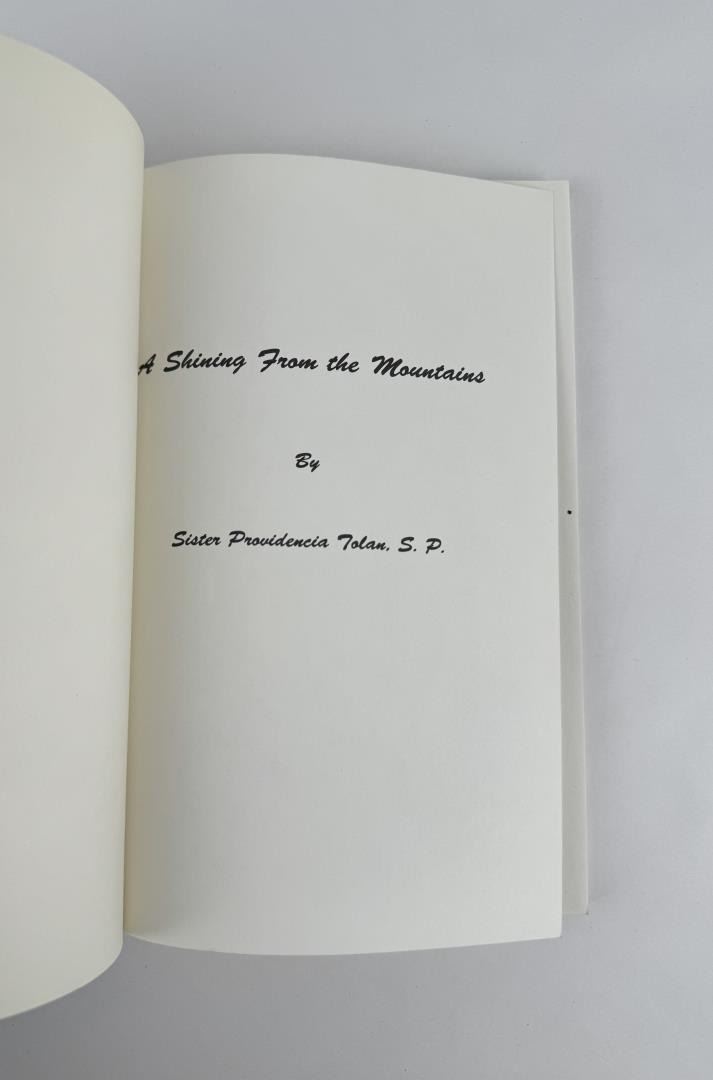 A Shining From the Mountains
By
Sister Providencia Tolan, S. P.